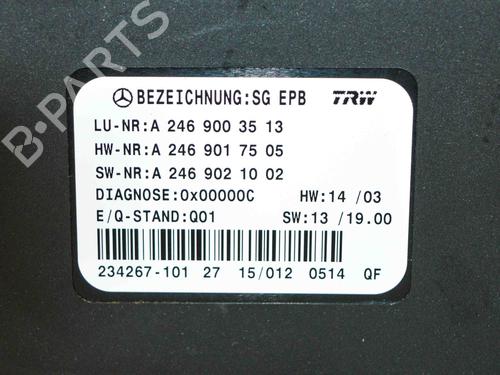 B-PARTS
BEZEICHNUNG:SG EPB TRW
LU-NR:A 246 900 35 13
HW-NR:A 246 901 75 05
SW-NR:A 246 902 10 02
DIAGNOSE:0x00000C HW:14 /03
E/Q-STAND:Q01 SW:13 /19.00
234267-101 27 15/012 0514 QF